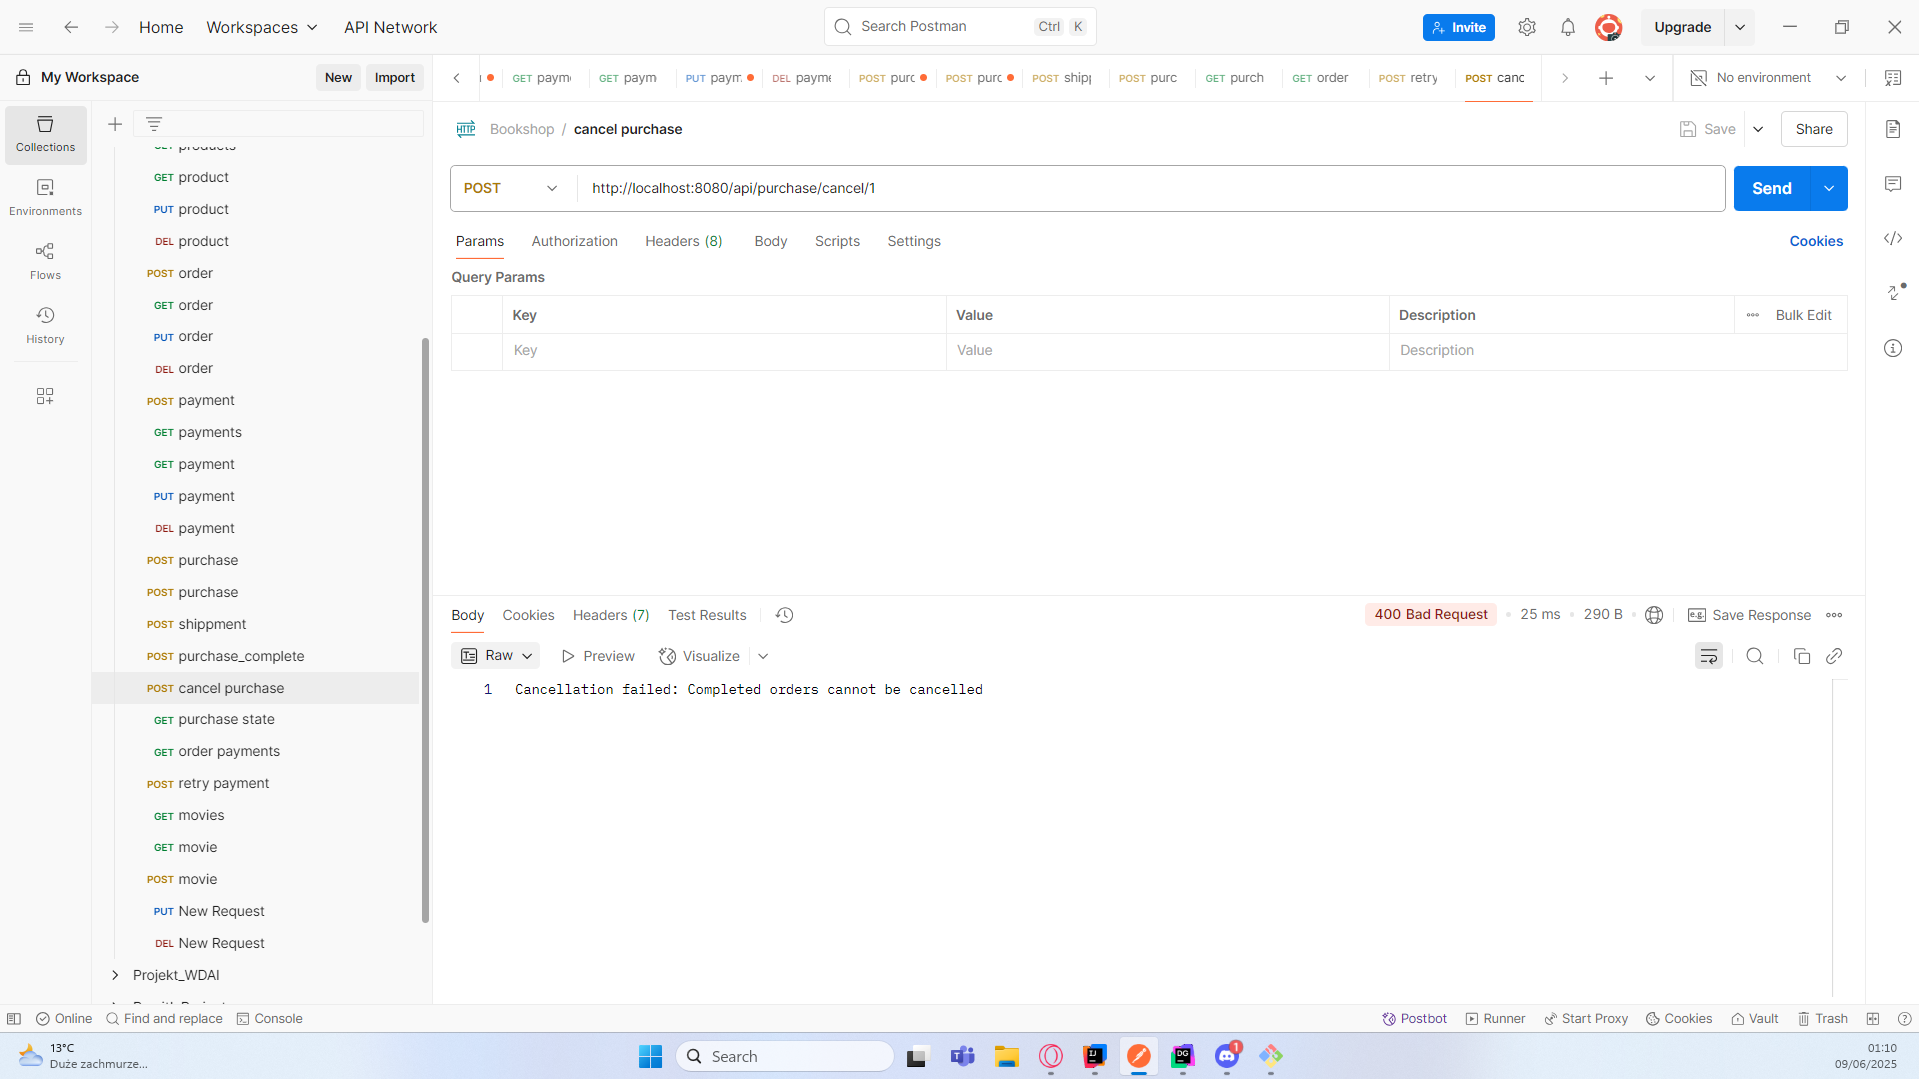 Home
Workspaces
API Network
Search Postman
Ctrl
K
Invite
Upgrade
My Workspace
New
Import
GET paym
GET paym
PUT paym
DEL payme
POST purc
POST purc
POST ship
POST purc
GET purch
GET order
POST retry
POST canc
No environment
Collections
Environments
Flows
History
GET products
GET product
PUT product
DEL product
POST order
GET order
PUT order
DEL order
POST payment
GET payments
GET payment
PUT payment
DEL payment
POST purchase
POST purchase
POST shippment
POST purchase_complete
POST cancel purchase
GET purchase state
GET order payments
POST retry payment
GET movies
GET movie
POST movie
PUT New Request
DEL New Request
Projekt_WDAI
HTTP Bookshop / cancel purchase
Save
Share
POST
http://localhost:8080/api/purchase/cancel/1
Send
Params Authorization Headers (8) Body Scripts Settings
Cookies
Query Params
Key Value Description Bulk Edit
Key Value Description
Body Cookies Headers (7) Test Results
400 Bad Request • 25 ms • 290 B
e.g. Save Response
Raw Preview Visualize
1 Cancellation failed: Completed orders cannot be cancelled
Online Find and replace Console
Postbot Runner Start Proxy Cookies Vault Trash
13°C
Duże zachmurze...
Search
IJ
DG
1
01:10
09/06/2025